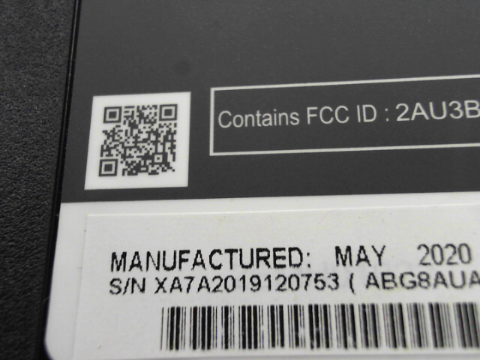 Contains FCC ID : 2AU3B
MANUFACTURED: MAY 2020
S/N XA7A2019120753 ( ABG8AUA